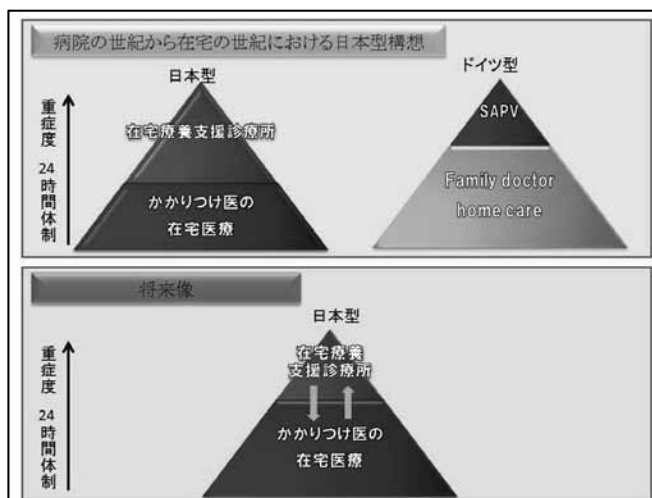 病院の世紀から在宅の世紀における日本型構想
日本型
ドイツ型
重症度
24時間体制
在宅療養支援診療所
かかりつけ医の
在宅医療
SAPV
Family doctor
home care
将来像
日本型
重症度
24時間体制
在宅療養
支援診療所
かかりつけ医の
在宅医療